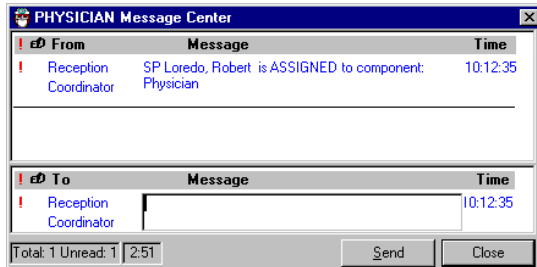 PHYSICIAN Message Center
! From Message Time
! Reception SP Loredo, Robert is ASSIGNED to component: 10:12:35
Coordinator Physician
! To Message Time
! Reception 10:12:35
Coordinator
Total: 1 Unread: 1 2:51 Send Close